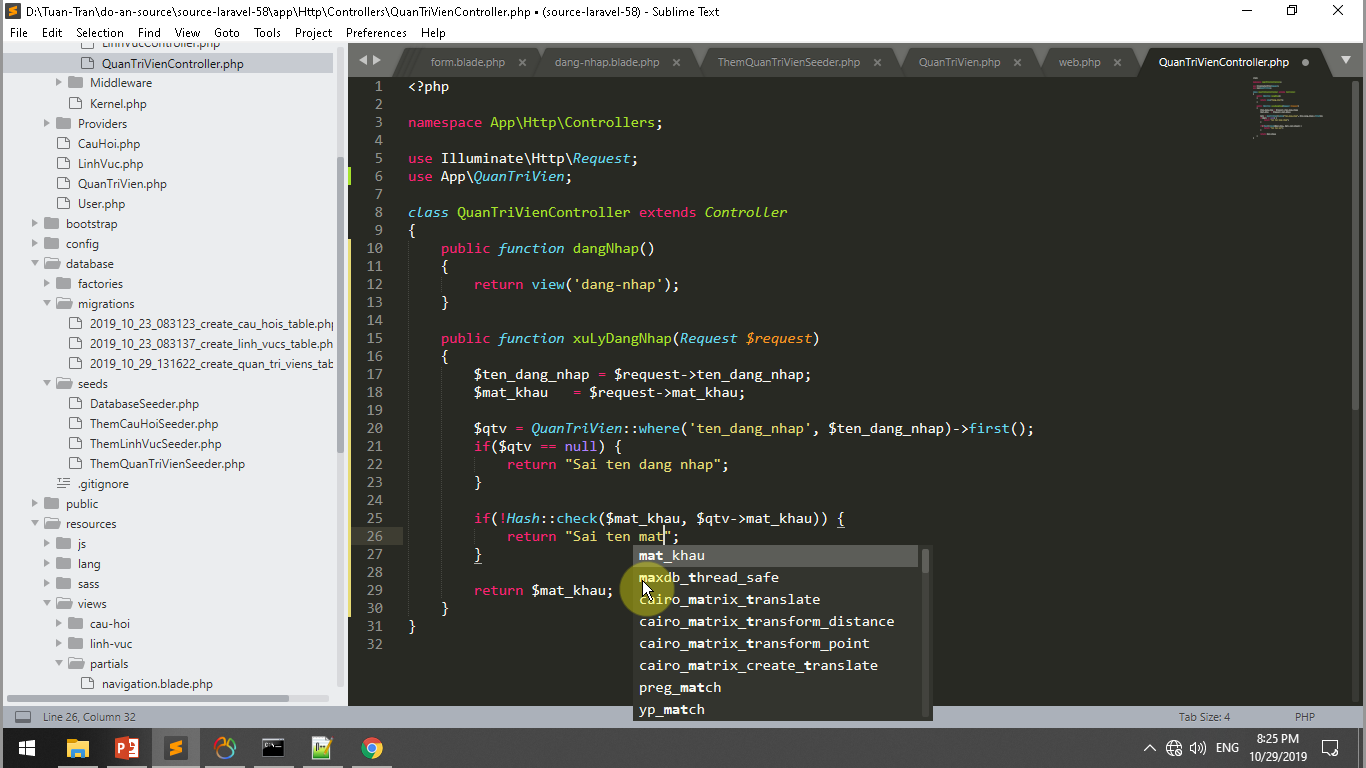 D:\Tuan-Tran\do-an-source\source-laravel-58\app\Http\Controllers\QuanTriVienController.php • (source-laravel-58) - Sublime Text
File Edit Selection Find View Goto Tools Project Preferences Help
LinhVucController.php
QuanTriVienController.php
Middleware
Kernel.php
Providers
CauHoi.php
LinhVuc.php
QuanTriVien.php
User.php
bootstrap
config
database
factories
migrations
2019_10_23_083123_create_cau_hois_table.php
2019_10_23_083137_create_linh_vucs_table.ph
2019_10_29_131622_create_quan_tri_viens_tab
seeds
DatabaseSeeder.php
ThemCauHoiSeeder.php
ThemLinhVucSeeder.php
ThemQuanTriVienSeeder.php
.gitignore
public
resources
js
lang
sass
views
cau-hoi
linh-vuc
partials
navigation.blade.php
form.blade.php dang-nhap.blade.php ThemQuanTriVienSeeder.php QuanTriVien.php web.php QuanTriVienController.php
1 <?php
2
3 namespace App\Http\Controllers;
4
5 use Illuminate\Http\Request;
6 use App\QuanTriVien;
7
8 class QuanTriVienController extends Controller
9 {
10 public function dangNhap()
11 {
12 return view('dang-nhap');
13 }
14
15 public function xuLyDangNhap(Request $request)
16 {
17 $ten_dang_nhap = $request->ten_dang_nhap;
18 $mat_khau = $request->mat_khau;
19
20 $qtv = QuanTriVien::where('ten_dang_nhap', $ten_dang_nhap)->first();
21 if($qtv == null) {
22 return "Sai ten dang nhap";
23 }
24
25 if(!Hash::check($mat_khau, $qtv->mat_khau)) {
26 return "Sai ten mat";
27 }
28
29 return $mat_khau;
30 }
31 }
32
mat_khau
maxdb_thread_safe
cairo_matrix_translate
cairo_matrix_transform_distance
cairo_matrix_transform_point
cairo_matrix_create_translate
preg_match
yp_match
Line 26, Column 32 Tab Size: 4 PHP
ENG
8:25 PM
10/29/2019